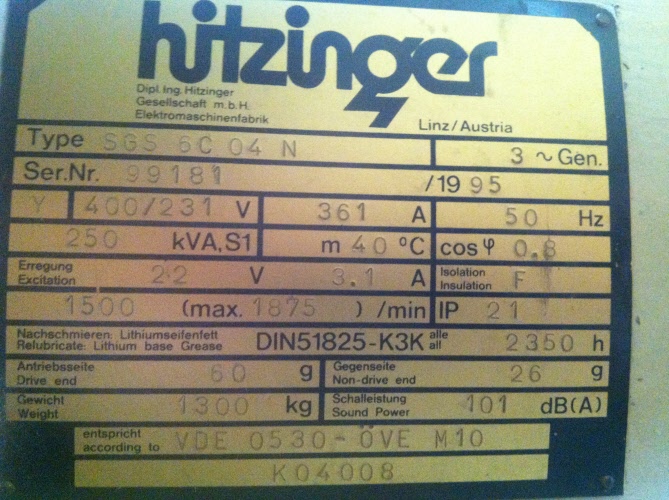 hitzinger
Dipl. Ing. Hitzinger
Gesellschaft m.b.H.
Elektromaschinenfabrik
Linz/Austria
Type SGS 6C 04 N 3 ~ Gen.
Ser.Nr. 99181 /1995
Y 400/231 V 361 A 50 Hz
250 kVA,S1 m 40 °C cos φ 0.8
Erregung
Excitation 22 V 3.1 A Isolation
Insulation F
1500 (max. 1875 ) /min IP 21
Nachschmieren: Lithiumseifenfett
Relubricate: Lithium base Grease DIN51825-K3K alle
all 2350 h
Antriebsseite
Drive end 60 g Gegenseite
Non-drive end 26 g
Gewicht
Weight 1300 kg Schalleistung
Sound Power 101 dB(A)
entspricht
according to VDE 0530-ÖVE M10
K04008